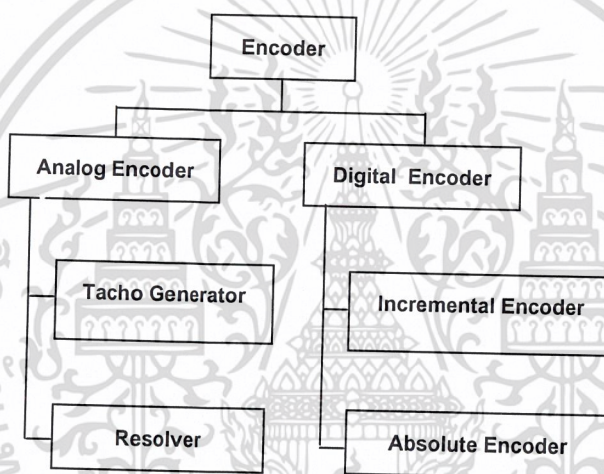 Encoder
Analog Encoder
Digital Encoder
Tacho Generator
Incremental Encoder
Resolver
Absolute Encoder